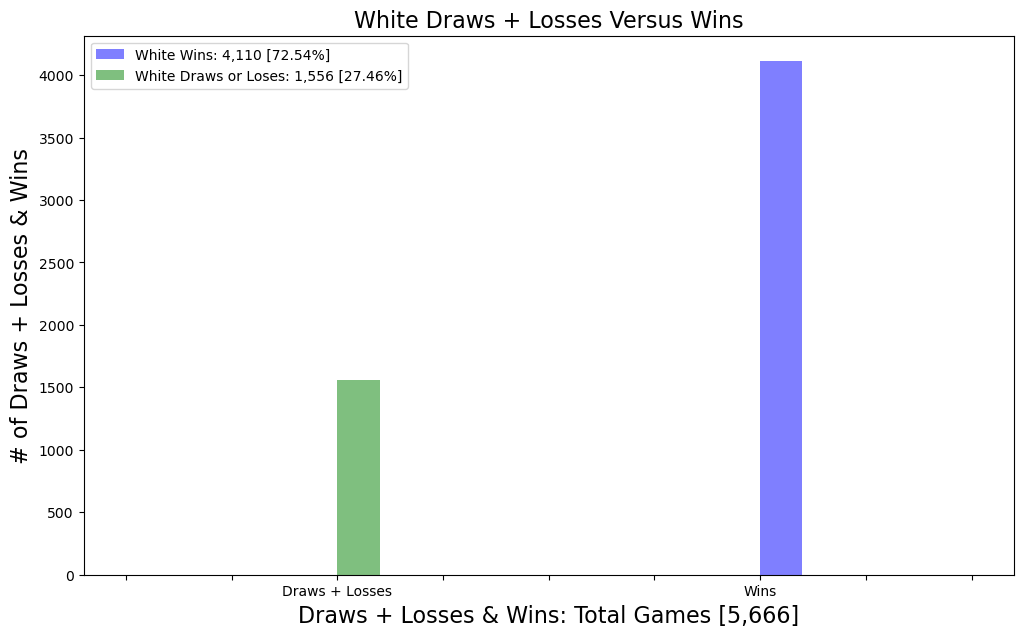 White Draws + Losses Versus Wins
White Wins: 4,110 [72.54%]
White Draws or Loses: 1,556 [27.46%]
# of Draws + Losses & Wins
4000
3500
3000
2500
2000
1500
1000
500
0
Draws + Losses
Wins
Draws + Losses & Wins: Total Games [5,666]